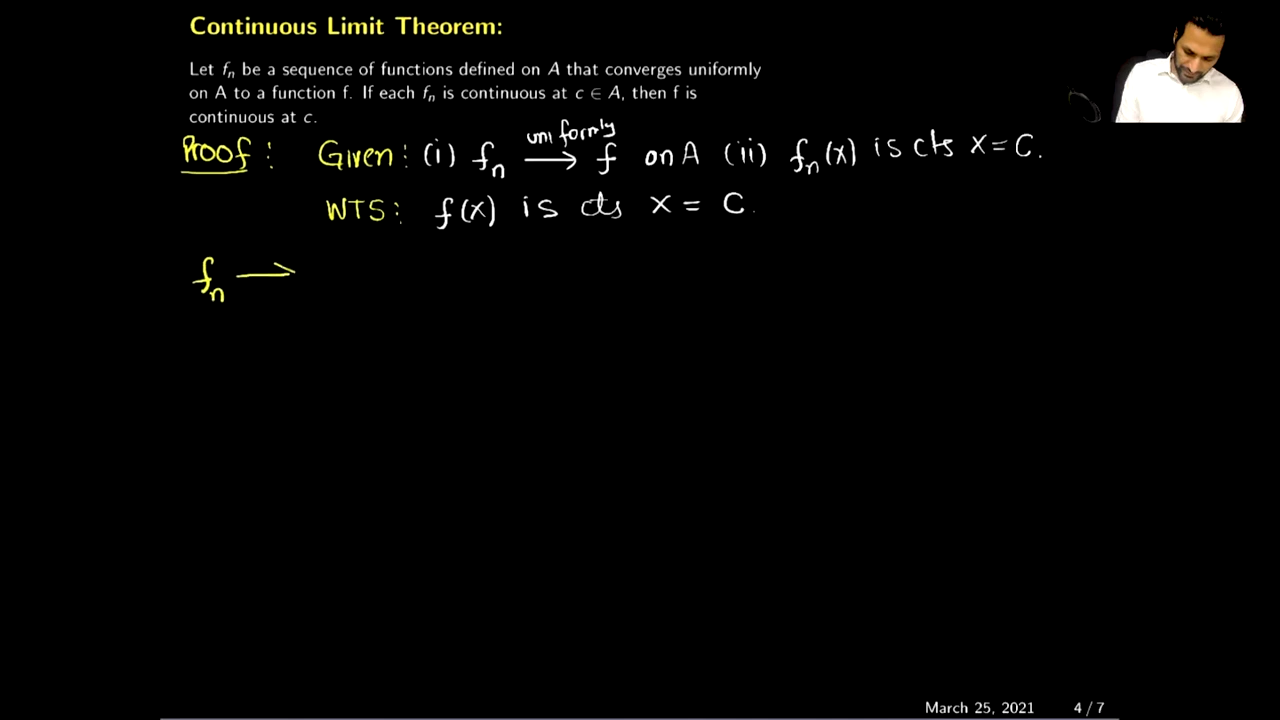 Continuous Limit Theorem:
Let fₙ be a sequence of functions defined on A that converges uniformly
on A to a function f. If each fₙ is continuous at c ∈ A, then f is
continuous at c.
Proof : Given : (i) fₙ uniformly ⟶ f on A (ii) fₙ(x) is cts x = c.
WTS : f(x) is cts x = c.
fₙ ⟶
March 25, 2021 4 / 7